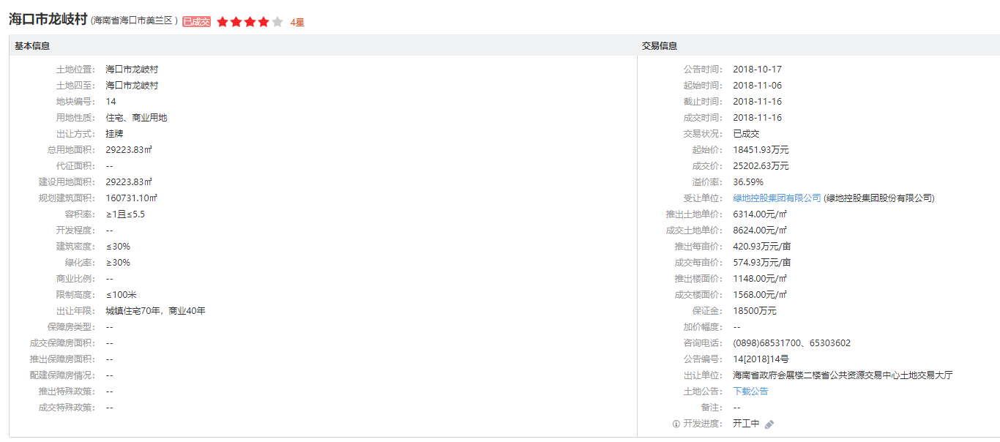 海口市龙岐村 (海南省海口市美兰区 ) 已成交 4星
基本信息
土地位置： 海口市龙岐村
土地四至： 海口市龙岐村
地块编号： 14
用地性质： 住宅、商业用地
出让方式： 挂牌
总用地面积： 29223.83㎡
代征面积： --
建设用地面积： 29223.83㎡
规划建筑面积： 160731.10㎡
容积率： ≥1且≤5.5
开发程度： --
建筑密度： ≤30%
绿化率： ≥30%
商业比例： --
限制高度： ≤100米
出让年限： 城镇住宅70年，商业40年
保障房类型： --
成交保障房面积： --
推出保障房面积： --
配建保障房情况： --
推出特殊政策： --
成交特殊政策： --
交易信息
公告时间： 2018-10-17
起始时间： 2018-11-06
截止时间： 2018-11-16
成交时间： 2018-11-16
交易状况： 已成交
起始价： 18451.93万元
成交价： 25202.63万元
溢价率： 36.59%
受让单位： 绿地控股集团有限公司 (绿地控股集团股份有限公司)
推出土地单价： 6314.00元/㎡
成交土地单价： 8624.00元/㎡
推出每亩价： 420.93万元/亩
成交每亩价： 574.93万元/亩
推出楼面价： 1148.00元/㎡
成交楼面价： 1568.00元/㎡
保证金： 18500万元
加价幅度： --
咨询电话： (0898)68531700、65303602
公告编号： 14[2018]14号
出让单位： 海南省政府会展楼二楼省公共资源交易中心土地交易大厅
土地公告： 下载公告
备注： --
开发进度： 开工中